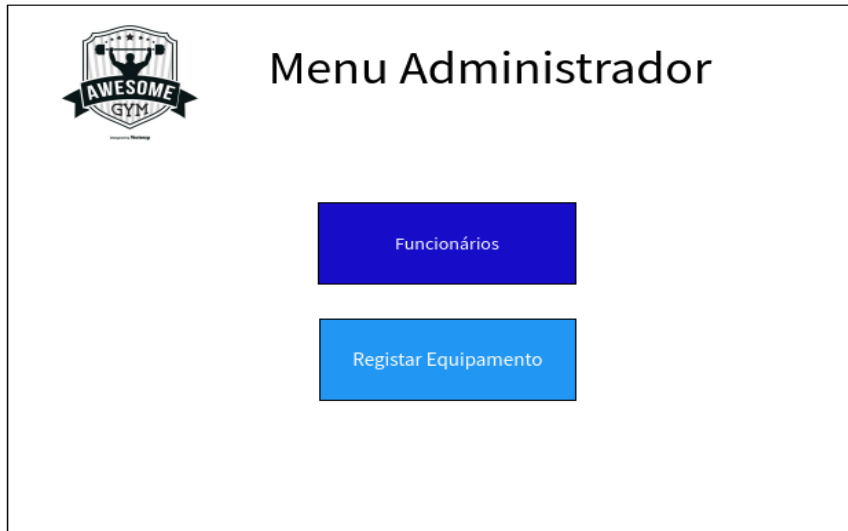 Menu Administrador
AWESOME
GYM
Funcionários
Registar Equipamento